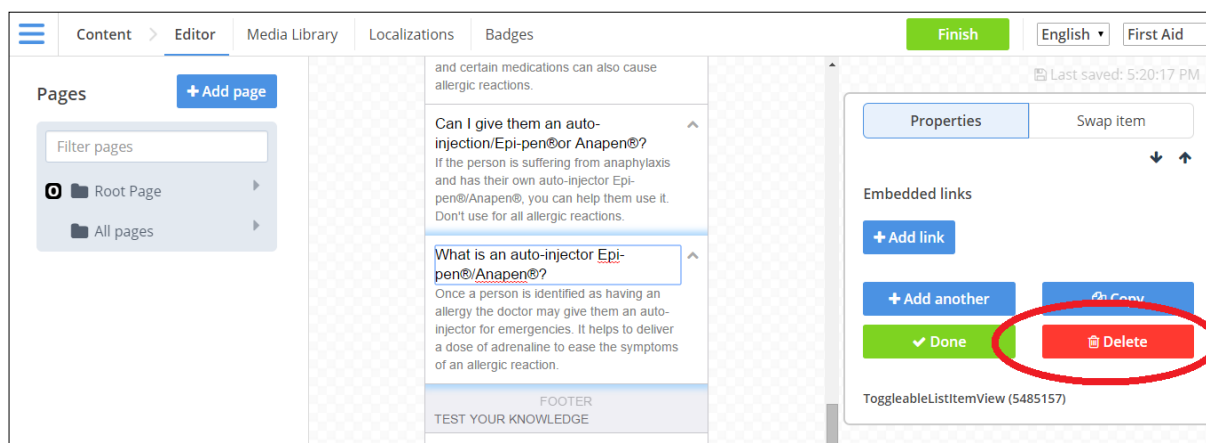 Content
Editor
Media Library
Localizations
Badges
Finish
English
First Aid
Last saved: 5:20:17 PM
Pages
+ Add page
Filter pages
Root Page
All pages
and certain medications can also cause
allergic reactions.
Can I give them an auto-
injection/Epi-pen®or Anapen®?
If the person is suffering from anaphylaxis
and has their own auto-injector Epi-
pen®/Anapen®, you can help them use it.
Don't use for all allergic reactions.
What is an auto-injector Epi-
pen®/Anapen®?
Once a person is identified as having an
allergy the doctor may give them an auto-
injector for emergencies. It helps to deliver
a dose of adrenaline to ease the symptoms
of an allergic reaction.
FOOTER
TEST YOUR KNOWLEDGE
Properties
Swap item
Embedded links
+ Add link
+ Add another
Copy
Done
Delete
ToggleableListItemView (5485157)